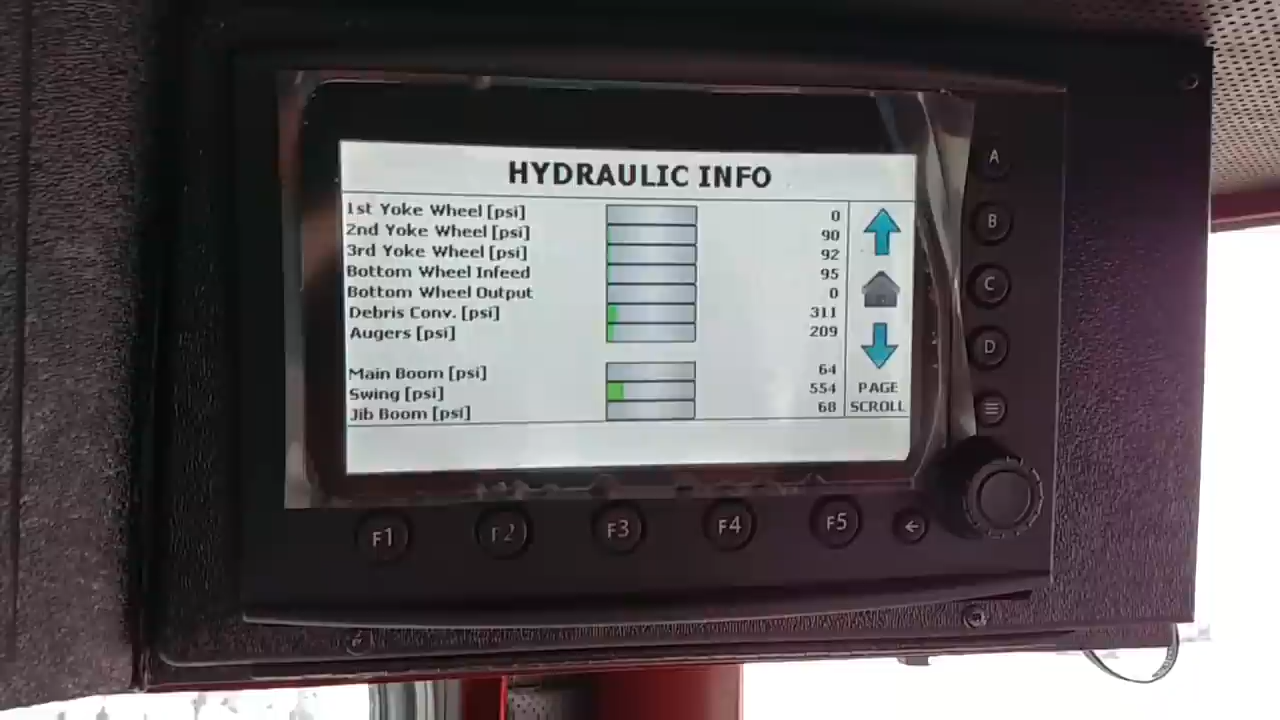 HYDRAULIC INFO
1st Yoke Wheel [psi] 0
2nd Yoke Wheel [psi] 90
3rd Yoke Wheel [psi] 92
Bottom Wheel Infeed 95
Bottom Wheel Output 0
Debris Conv. [psi] 311
Augers [psi] 209
Main Boom [psi] 64
Swing [psi] 554
Jib Boom [psi] 68
PAGE
SCROLL
A
B
C
D
F1 F2 F3 F4 F5